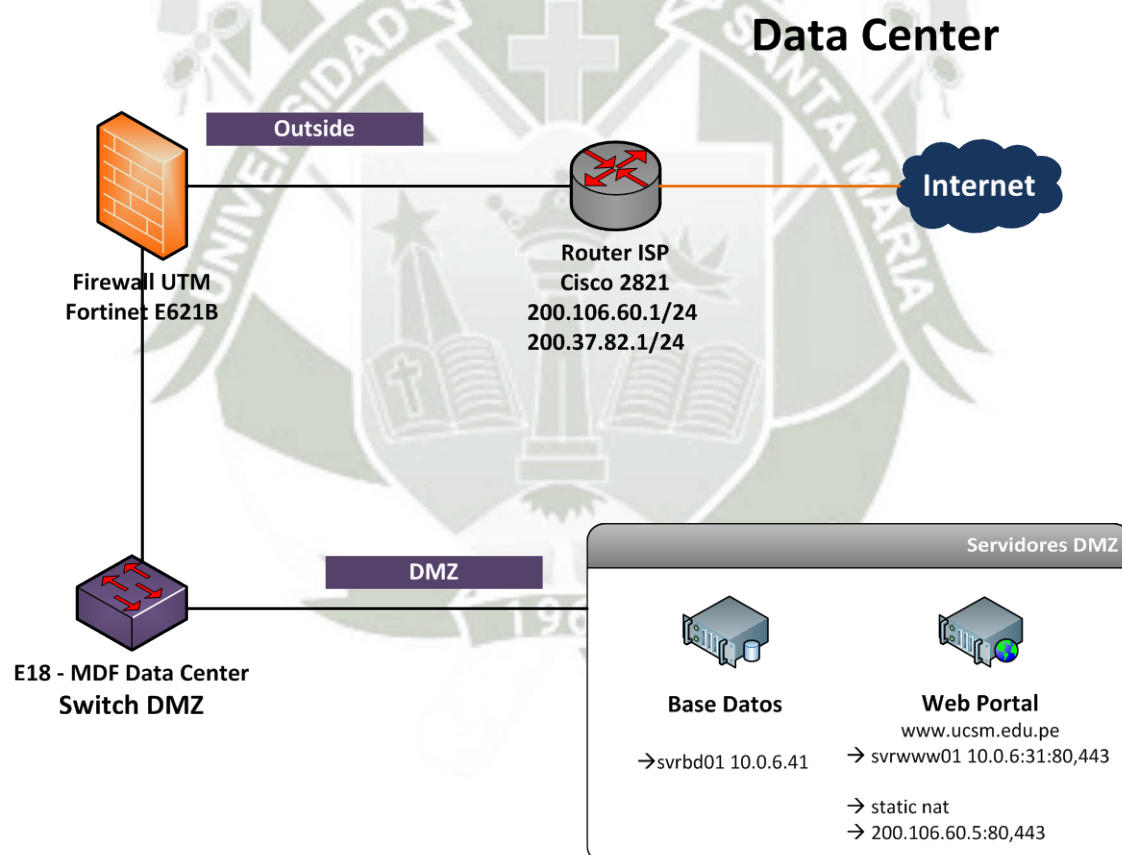 Data Center
UNIVERSIDAD
SANTA MARIA
Outside
Internet
Router ISP
Cisco 2821
200.106.60.1/24
200.37.82.1/24
Firewall UTM
Fortinet E621B
Servidores DMZ
DMZ
E18 - MDF Data Center
Switch DMZ
Base Datos
→svrbd01 10.0.6.41
Web Portal
www.ucsm.edu.pe
→ svrwww01 10.0.6:31:80,443
→ static nat
→ 200.106.60.5:80,443